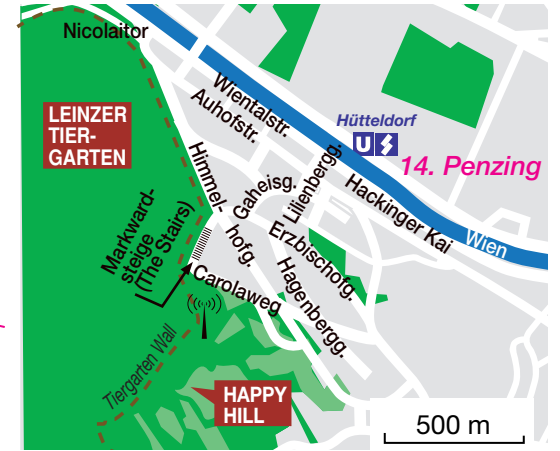 Nicolaitor
LEINZER
TIER-
GARTEN
Wientalstr.
Auhofstr.
Hütteldorf
U
14. Penzing
Himmel-
hofg.
Gaheisg.
Lilienbergg.
Hackinger Kai
Wien
Erzbischofg.
Hagenbergg.
Markward-
steige
(The Stairs)
Carolaweg
Tiergarten Wall
HAPPY
HILL
500 m